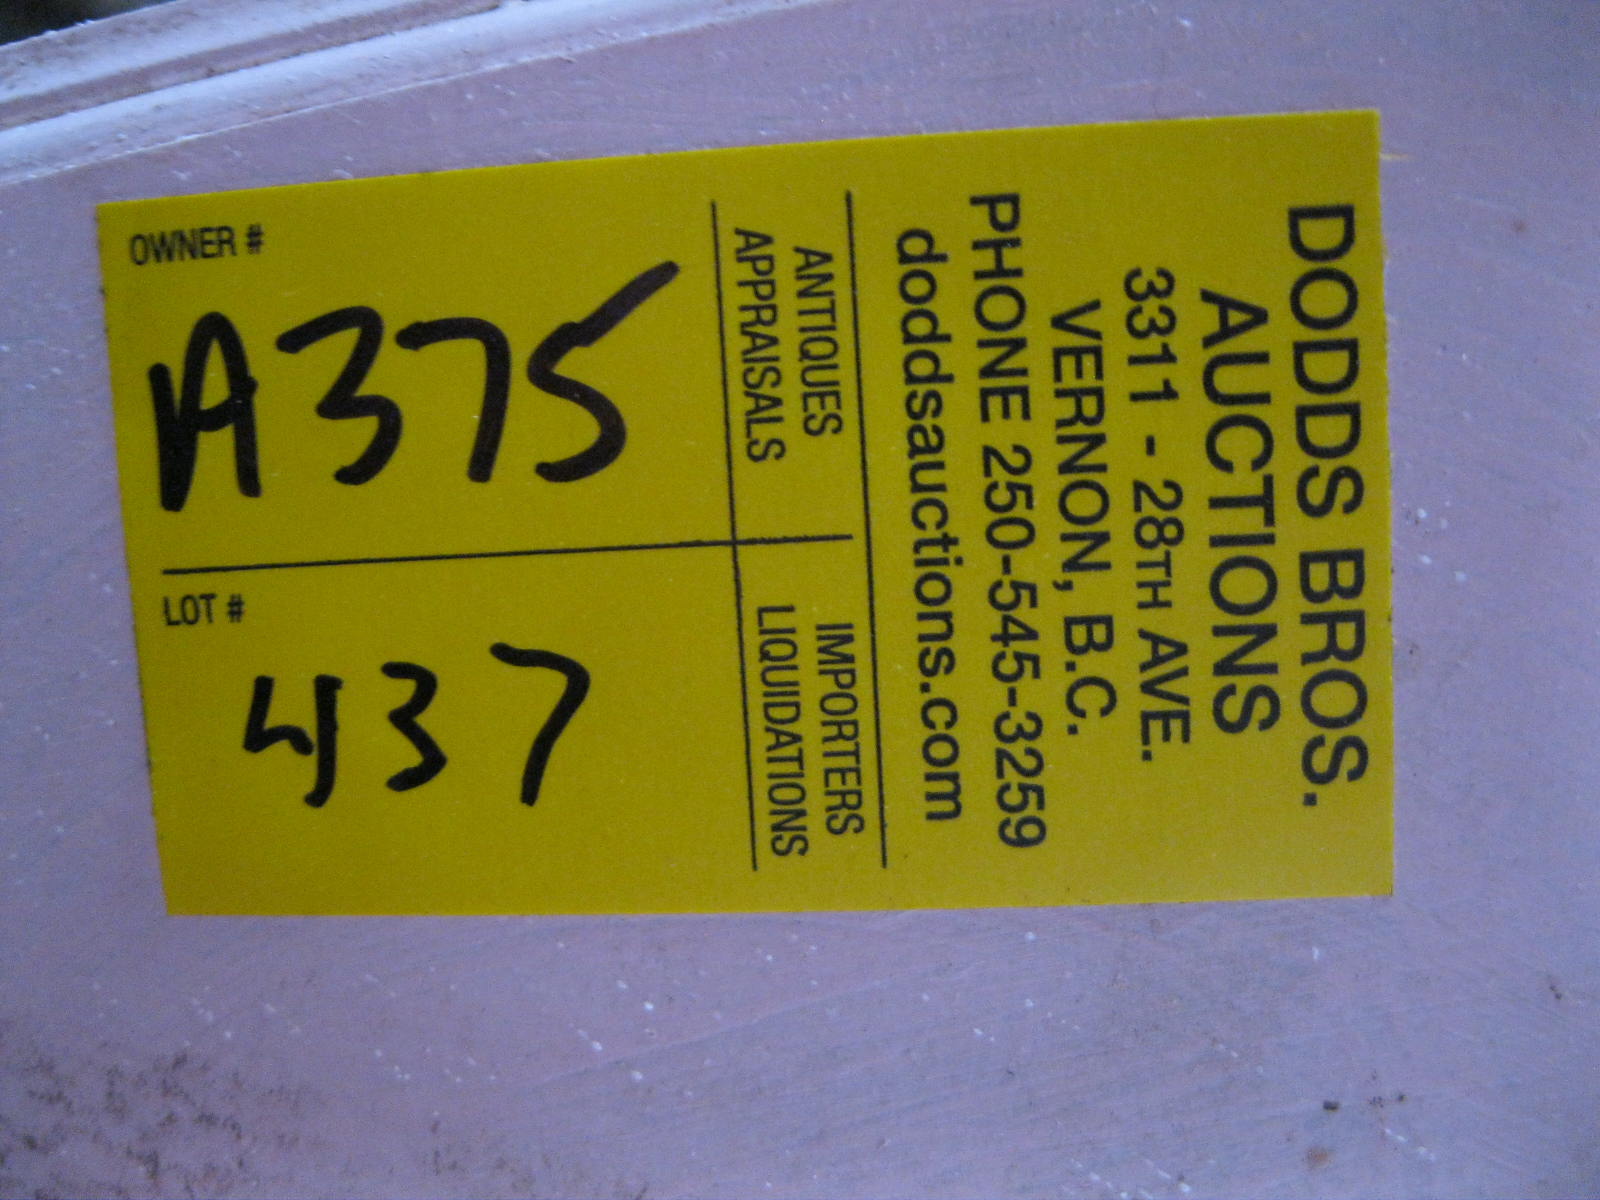 DODDS BROS.
AUCTIONS
3311 - 28TH AVE.
VERNON, B.C.
PHONE 250-545-3259
doddsauctions.com
ANTIQUES
APPRAISALS
IMPORTERS
LIQUIDATIONS
OWNER #
A375
LOT #
437